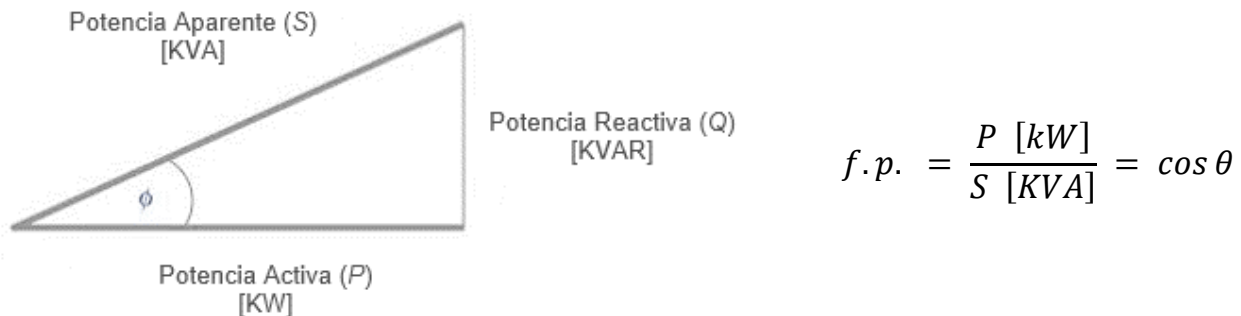 Potencia Aparente (S)
[KVA]
Potencia Reactiva (Q)
[KVAR]
f.p. = P [kW] / S [KVA] = cos θ
ϕ
Potencia Activa (P)
[KW]